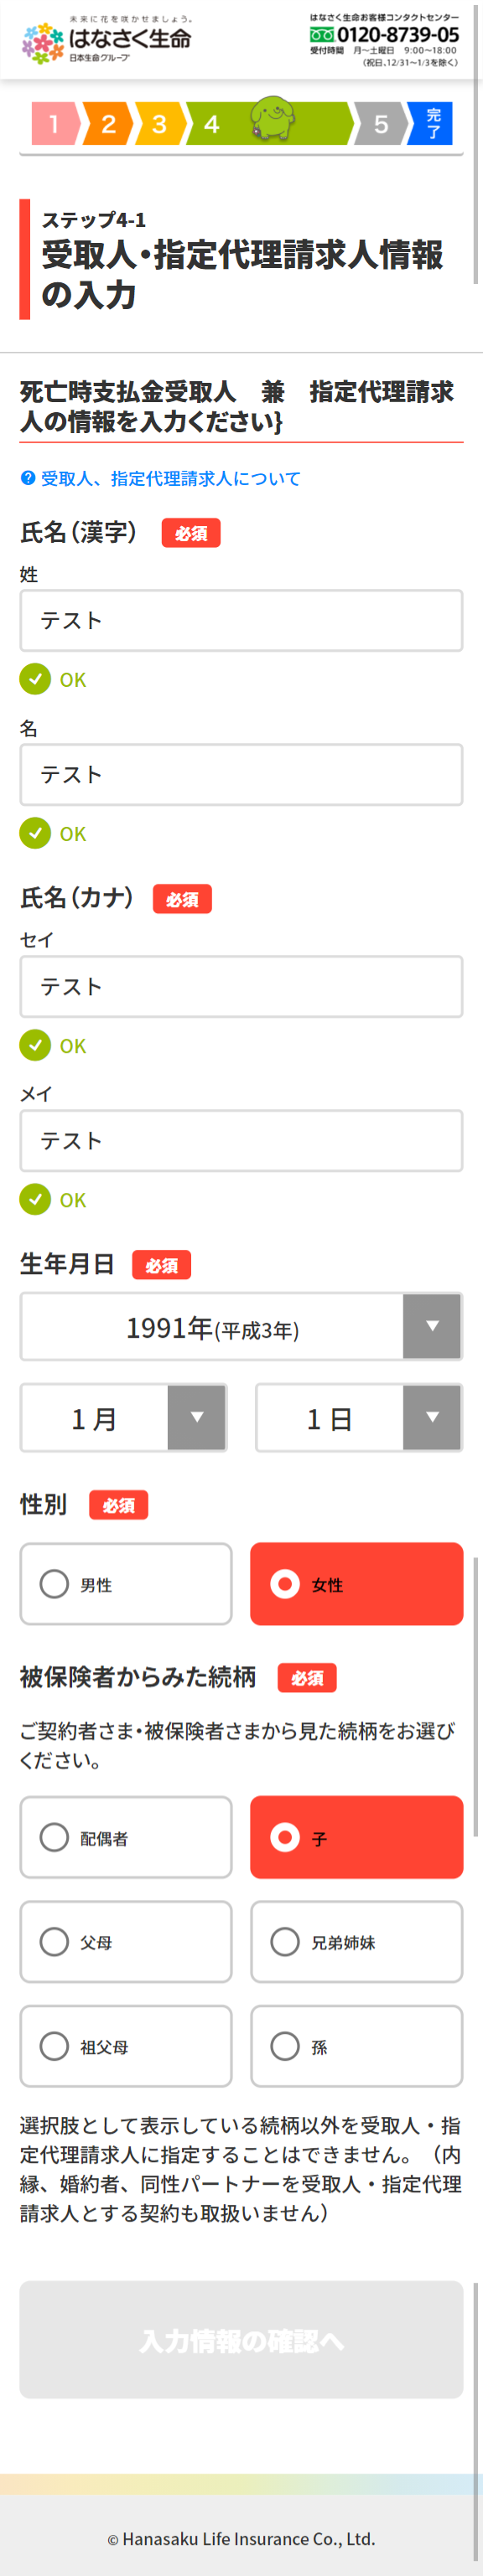 未来に花を咲かせましょう。
はなさく生命
日本生命グループ
はなさく生命お客様コンタクトセンター
0120-8739-05
受付時間 月〜土曜日 9:00〜18:00
（祝日、12/31〜1/3を除く）
1 2 3 4 5 完了
ステップ4-1
受取人・指定代理請求人情報
の入力
死亡時支払金受取人　兼　指定代理請求
人の情報を入力ください}
? 受取人、指定代理請求人について
氏名（漢字） 必須
姓
テスト
OK
名
テスト
OK
氏名（カナ） 必須
セイ
テスト
OK
メイ
テスト
OK
生年月日 必須
1991年(平成3年)
1 月 1 日
性別 必須
男性 女性
被保険者からみた続柄 必須
ご契約者さま・被保険者さまから見た続柄をお選び
ください。
配偶者 子
父母 兄弟姉妹
祖父母 孫
選択肢として表示している続柄以外を受取人・指
定代理請求人に指定することはできません。（内
縁、婚約者、同性パートナーを受取人・指定代理
請求人とする契約も取扱いません）
入力情報の確認へ
© Hanasaku Life Insurance Co., Ltd.